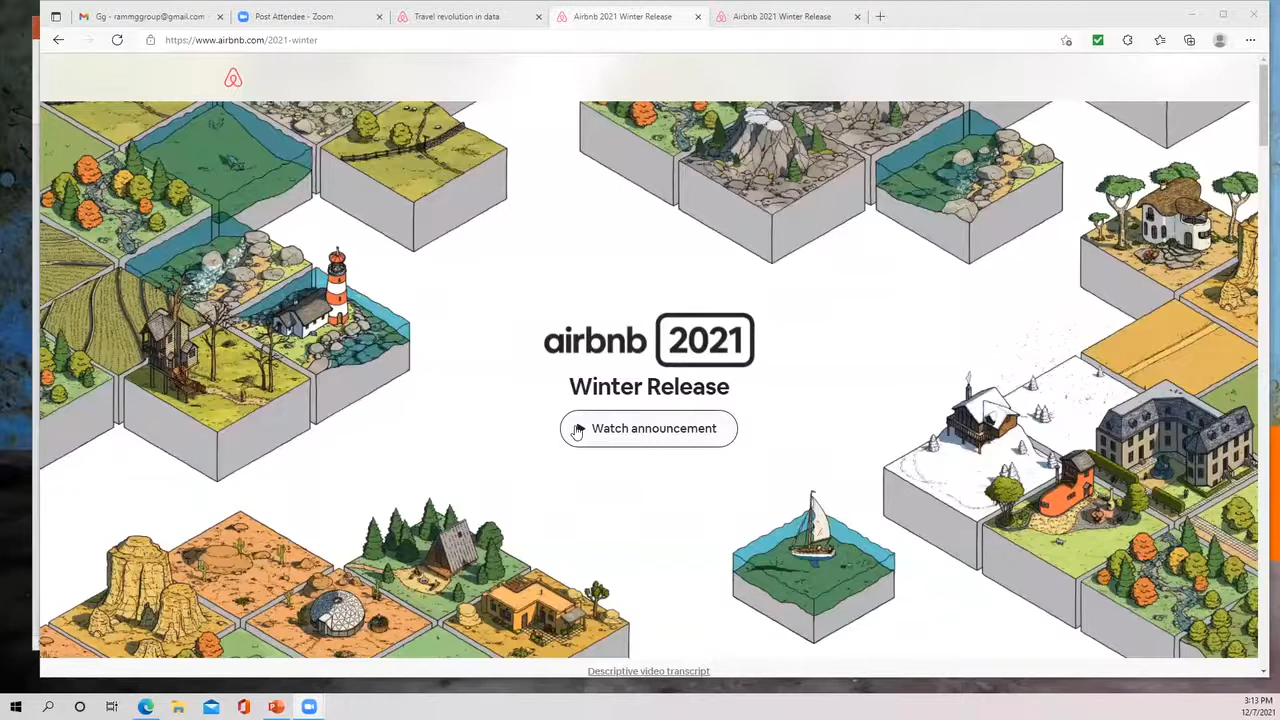 Gg - rammggroup@gmail.com
Post Attendee - Zoom
Travel revolution in data
Airbnb 2021 Winter Release
Airbnb 2021 Winter Release
https://www.airbnb.com/2021-winter
airbnb 2021
Winter Release
Watch announcement
Descriptive video transcript
3:13 PM
12/7/2021